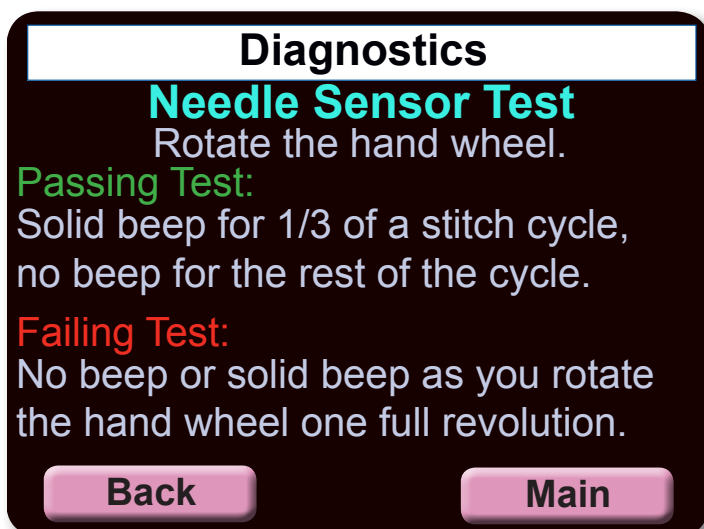 Diagnostics
Needle Sensor Test
Rotate the hand wheel.
Passing Test:
Solid beep for 1/3 of a stitch cycle,
no beep for the rest of the cycle.
Failing Test:
No beep or solid beep as you rotate
the hand wheel one full revolution.
Back
Main